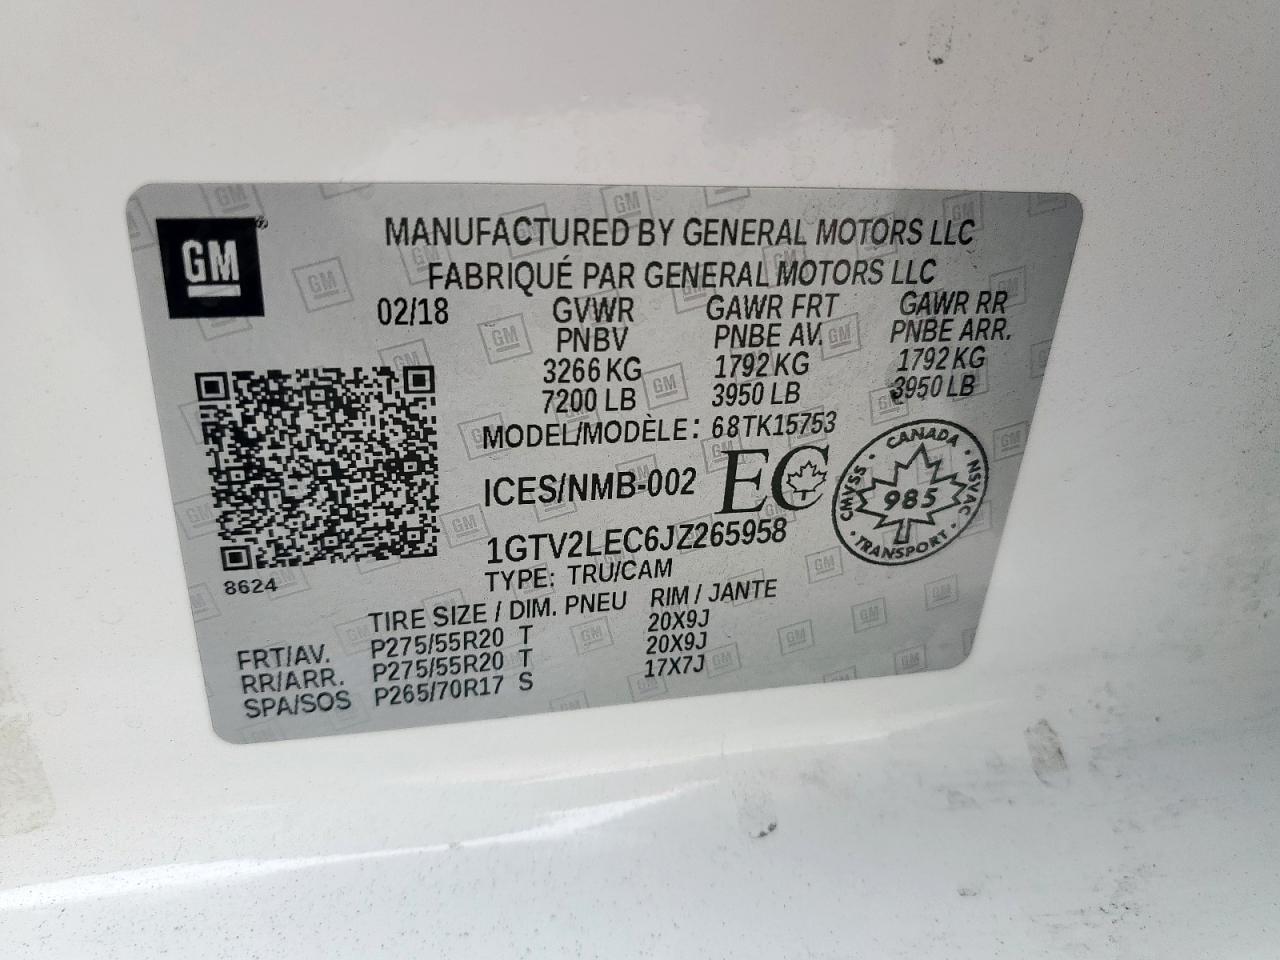 GM
MANUFACTURED BY GENERAL MOTORS LLC
FABRIQUÉ PAR GENERAL MOTORS LLC
02/18 GVWR GAWR FRT GAWR RR
PNBV PNBE AV. PNBE ARR.
3266 KG 1792 KG 1792 KG
7200 LB 3950 LB 3950 LB
MODEL/MODÈLE: 68TK15753
ICES/NMB-002 EC
CANADA
CMVSS 985 NSVAC
TRANSPORT
1GTV2LEC6JZ265958
8624
TYPE: TRU/CAM
TIRE SIZE / DIM. PNEU RIM / JANTE
FRT/AV. P275/55R20 T 20X9J
RR/ARR. P275/55R20 T 20X9J
SPA/SOS P265/70R17 S 17X7J